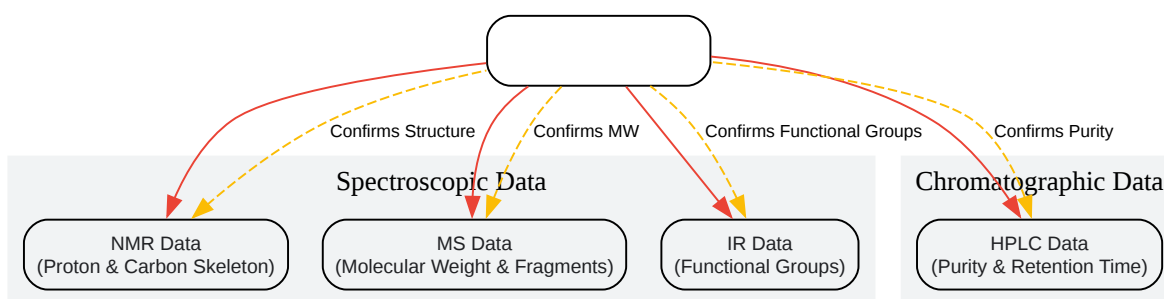 Confirms Structure
Confirms MW
Confirms Functional Groups
Confirms Purity
Spectroscopic Data
Chromatographic Data
NMR Data
(Proton & Carbon Skeleton)
MS Data
(Molecular Weight & Fragments)
IR Data
(Functional Groups)
HPLC Data
(Purity & Retention Time)